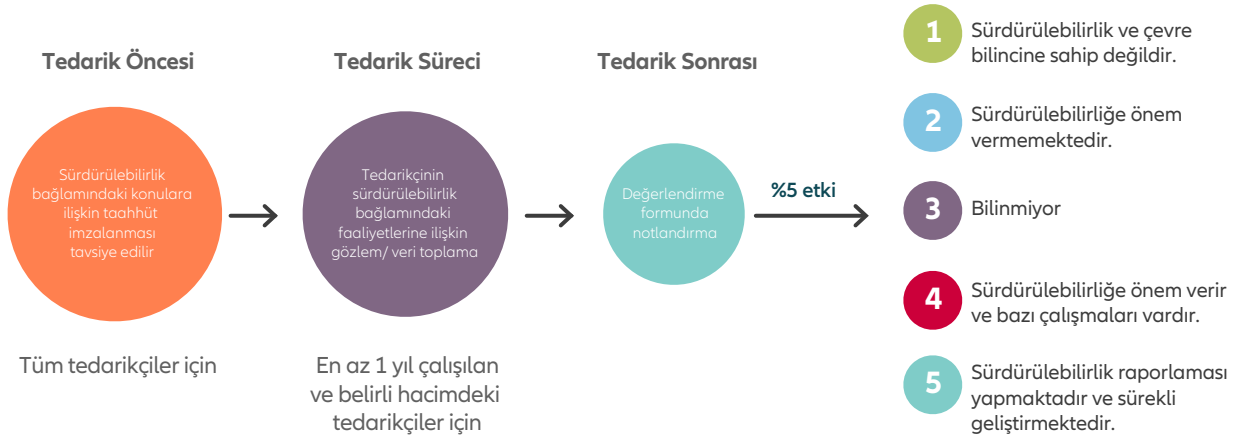 Tedarik Öncesi
Sürdürülebilirlik
bağlamındaki konulara
ilişkin taahhüt
imzalanması
tavsiye edilir
Tüm tedarikçiler için
Tedarik Süreci
Tedarikçinin
sürdürülebilirlik
bağlamındaki
faaliyetlerine ilişkin
gözlem/ veri toplama
En az 1 yıl çalışılan
ve belirli hacimdeki
tedarikçiler için
Tedarik Sonrası
Değerlendirme
formunda
notlandırma
%5 etki
1
Sürdürülebilirlik ve çevre
bilincine sahip değildir.
2
Sürdürülebilirliğe önem
vermemektedir.
3
Bilinmiyor
4
Sürdürülebilirliğe önem verir
ve bazı çalışmaları vardır.
5
Sürdürülebilirlik raporlaması
yapmaktadır ve sürekli
geliştirmektedir.